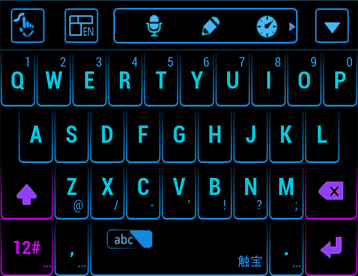 EN
1 2 3 4 5 6 7 8 9 0
Q W E R T Y U I O P
A S D F G H J K L
Z X C V B N M
@ / - ' ! ? ;
12# ... , ... abc 触宝 . ...